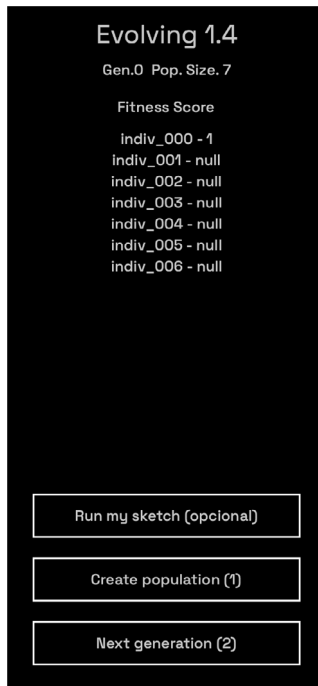 Evolving 1.4
Gen.0 Pop. Size. 7
Fitness Score
indiv_000 - 1
indiv_001 - null
indiv_002 - null
indiv_003 - null
indiv_004 - null
indiv_005 - null
indiv_006 - null
Run my sketch (opcional)
Create population (1)
Next generation (2)